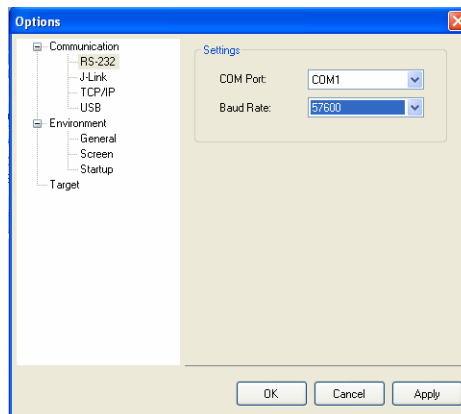 Options
Communication
RS-232
J-Link
TCP/IP
USB
Environment
General
Screen
Startup
Target
Settings
COM Port: COM1
Baud Rate: 57600
OK Cancel Apply